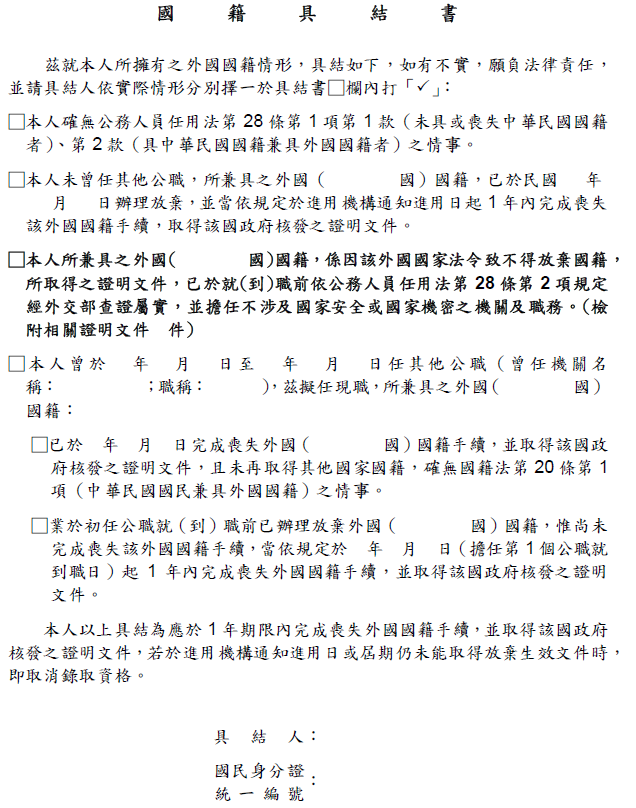 國籍具結書
茲就本人所擁有之外國國籍情形，具結如下，如有不實，願負法律責任，
並請具結人依實際情形分別擇一於具結書□欄內打「✓」：
□本人確無公務人員任用法第 28 條第 1 項第 1 款（未具或喪失中華民國國籍
者）、第 2 款（具中華民國國籍兼具外國國籍者）之情事。
□本人未曾任其他公職，所兼具之外國（　　　　國）國籍，已於民國　　年
　　月　　日辦理放棄，並當依規定於進用機構通知進用日起 1 年內完成喪失
該外國國籍手續，取得該國政府核發之證明文件。
□本人所兼具之外國(　　　　國)國籍，係因該外國國家法令致不得放棄國籍，
所取得之證明文件，已於就(到)職前依公務人員任用法第 28 條第 2 項規定
經外交部查證屬實，並擔任不涉及國家安全或國家機密之機關及職務。(檢
附相關證明文件　件)
□本人曾於　　年　　月　　日至　　年　　月　　日任其他公職（曾任機關名
稱：　　　　　；職稱：　　　），茲擬任現職，所兼具之外國（　　　　國）
國籍：
□已於　年　月　日完成喪失外國（　　　　國）國籍手續，並取得該國政
府核發之證明文件，且未再取得其他國家國籍，確無國籍法第 20 條第 1
項（中華民國國民兼具外國國籍）之情事。
□業於初任公職就（到）職前已辦理放棄外國（　　　　國）國籍，惟尚未
完成喪失該外國國籍手續，當依規定於　年　月　日（擔任第 1 個公職就
到職日）起 1 年內完成喪失外國國籍手續，並取得該國政府核發之證明
文件。
本人以上具結為應於 1 年期限內完成喪失外國國籍手續，並取得該國政府
核發之證明文件，若於進用機構通知進用日或屆期仍未能取得放棄生效文件時，
即取消錄取資格。
具結人：
國民身分證
統一編號：